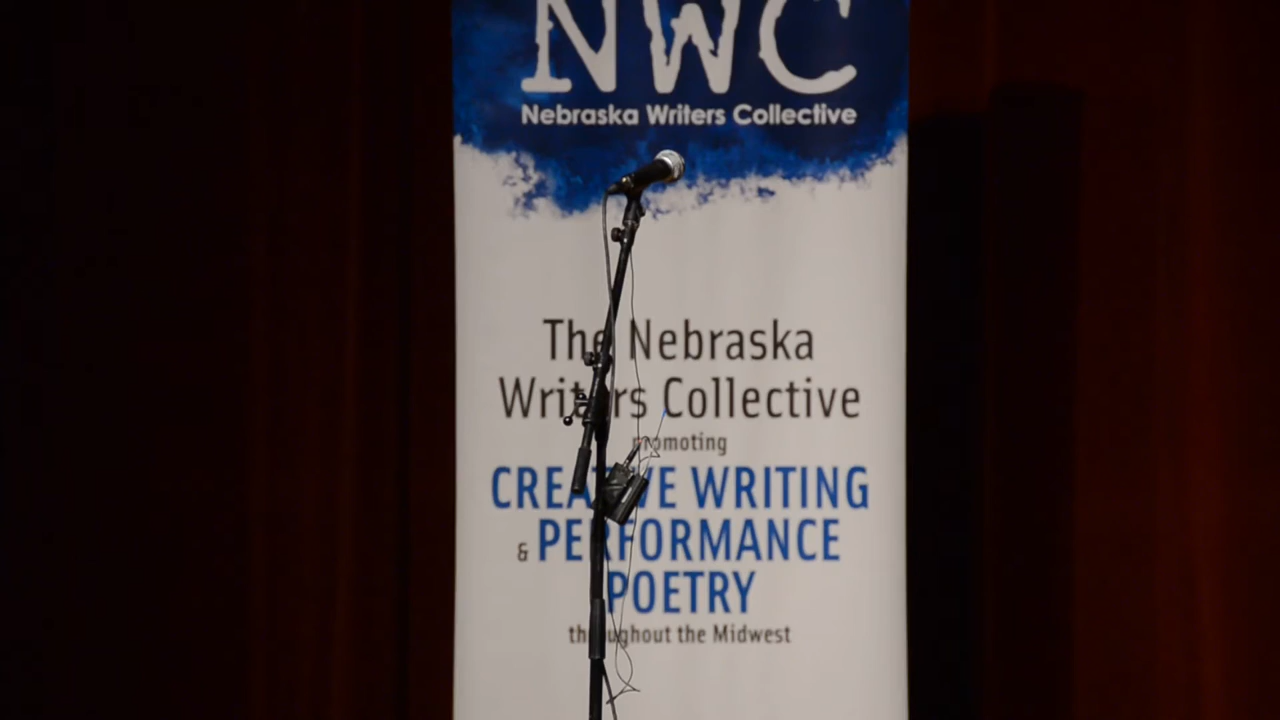 NWC
Nebraska Writers Collective
The Nebraska
Writers Collective
promoting
CREATIVE WRITING
& PERFORMANCE
POETRY
throughout the Midwest